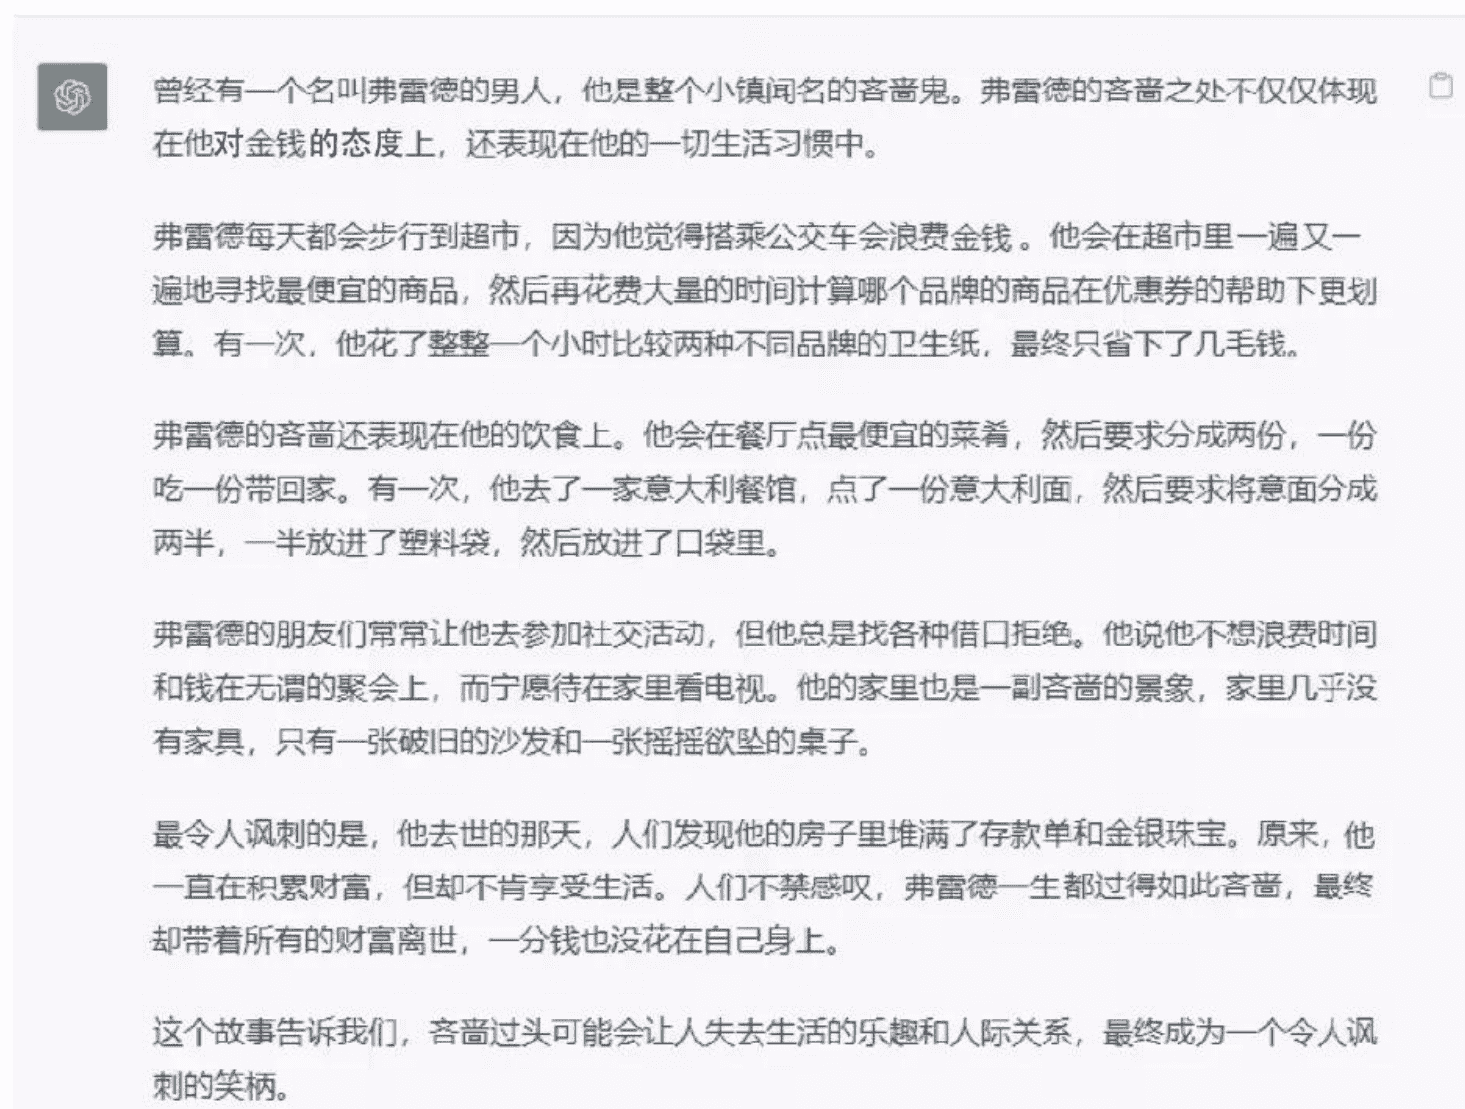 曾经有一个名叫弗雷德的男人，他是整个小镇闻名的吝啬鬼。弗雷德的吝啬之处不仅仅体现
在他对金钱的态度上，还表现在他的一切生活习惯中。
弗雷德每天都会步行到超市，因为他觉得搭乘公交车会浪费金钱。他会在超市里一遍又一
遍地寻找最便宜的商品，然后再花费大量的时间计算哪个品牌的商品在优惠券的帮助下更划
算。有一次，他花了整整一个小时比较两种不同品牌的卫生纸，最终只省下了几毛钱。
弗雷德的吝啬还表现在他的饮食上。他会在餐厅点最便宜的菜肴，然后要求分成两份，一份
吃一份带回家。有一次，他去了一家意大利餐馆，点了一份意大利面，然后要求将意面分成
两半，一半放进了塑料袋，然后放进了口袋里。
弗雷德的朋友们常常让他去参加社交活动，但他总是找各种借口拒绝。他说他不想浪费时间
和钱在无谓的聚会上，而宁愿待在家里看电视。他的家里也是一副吝啬的景象，家里几乎没
有家具，只有一张破旧的沙发和一张摇摇欲坠的桌子。
最令人讽刺的是，他去世的那天，人们发现他的房子里堆满了存款单和金银珠宝。原来，他
一直在积累财富，但却不肯享受生活。人们不禁感叹，弗雷德一生都过得如此吝啬，最终
却带着所有的财富离世，一分钱也没花在自己身上。
这个故事告诉我们，吝啬过头可能会让人失去生活的乐趣和人际关系，最终成为一个令人讽
刺的笑柄。